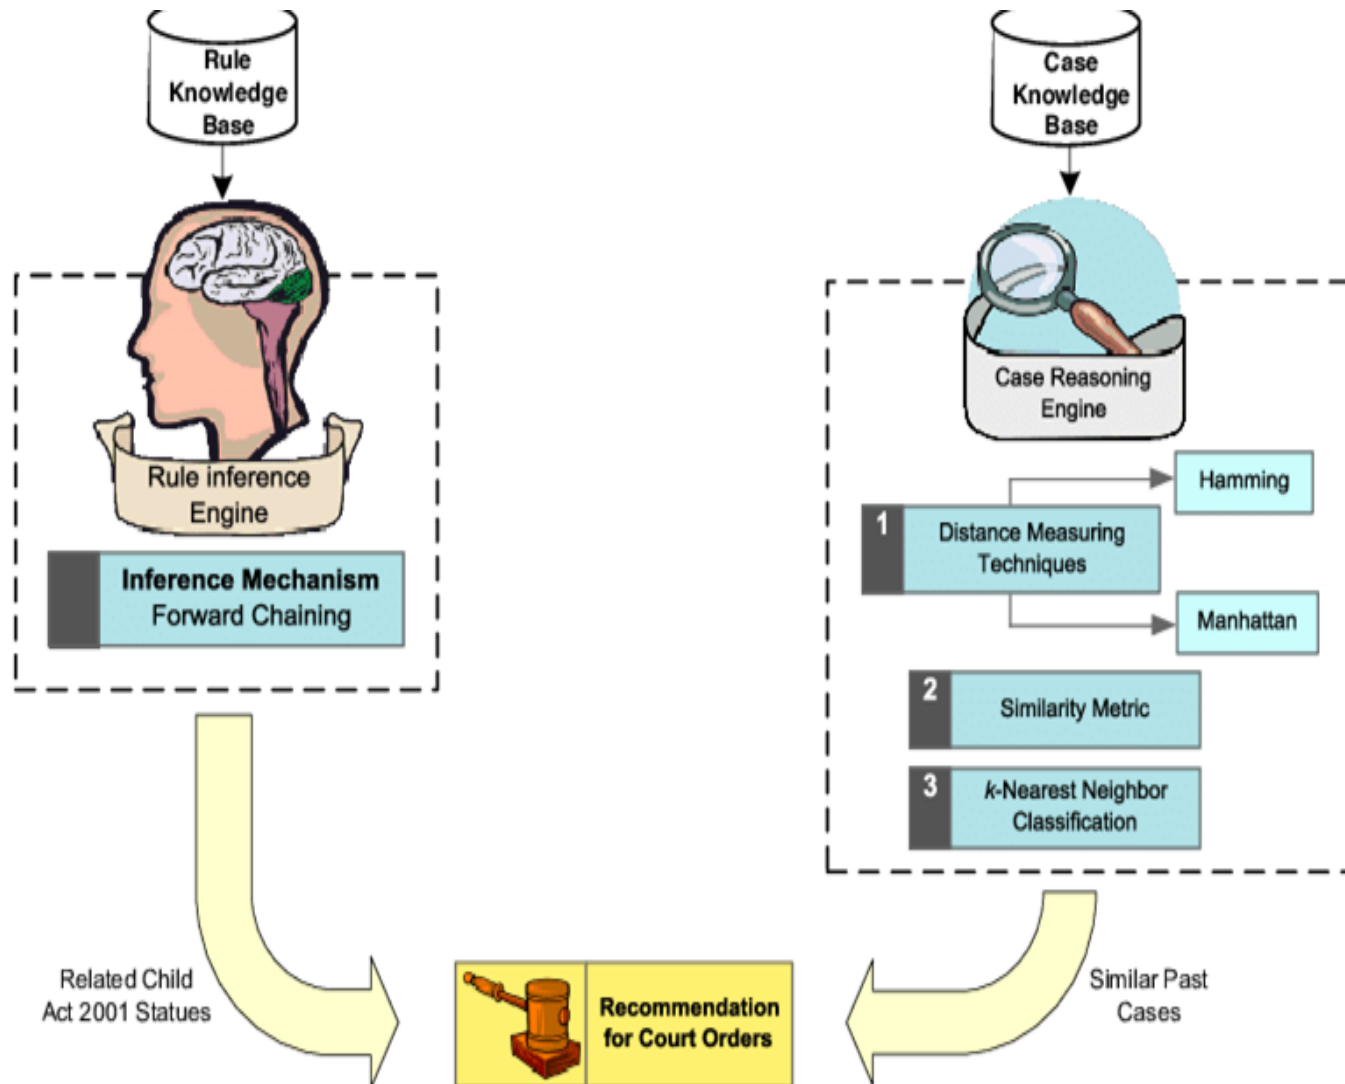 Rule
Knowledge
Base
Case
Knowledge
Base
Rule inference
Engine
Inference Mechanism
Forward Chaining
Case Reasoning
Engine
Hamming
1
Distance Measuring
Techniques
Manhattan
2
Similarity Metric
3
k-Nearest Neighbor
Classification
Related Child
Act 2001 Statues
Recommendation
for Court Orders
Similar Past
Cases